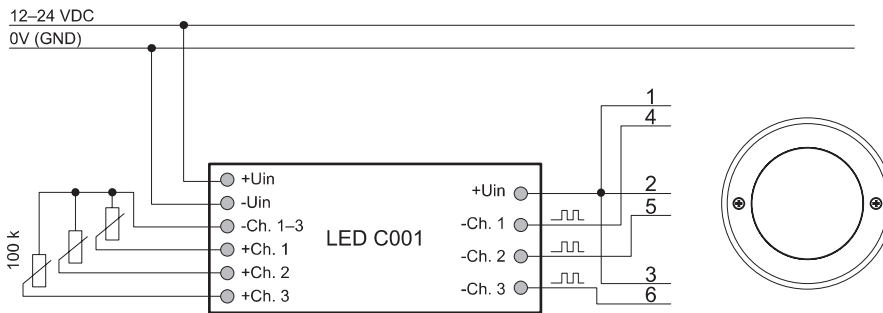 12–24 VDC
0V (GND)
100 k
+Uin
-Uin
-Ch. 1–3
+Ch. 1
+Ch. 2
+Ch. 3
LED C001
+Uin
-Ch. 1
-Ch. 2
-Ch. 3
1
4
2
5
3
6